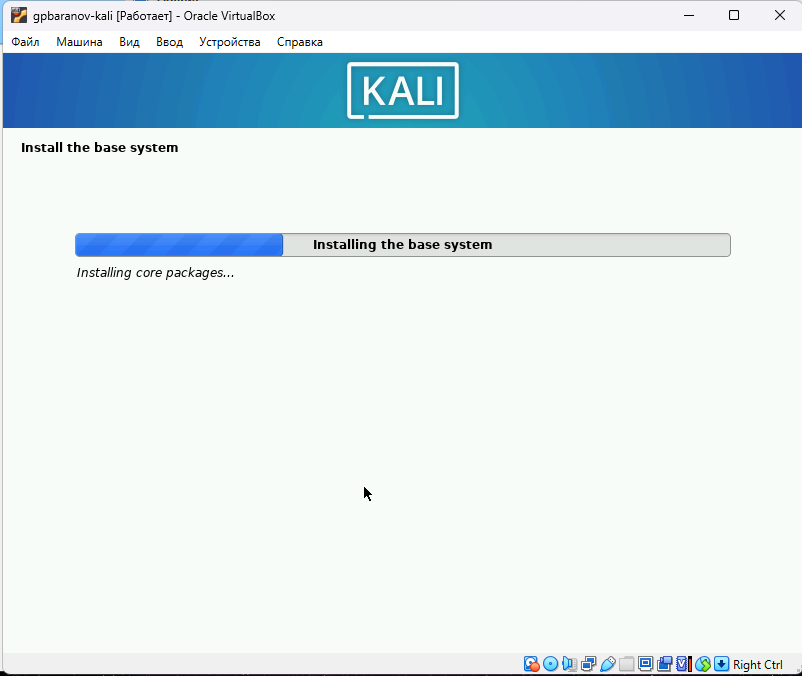 gpbaranov-kali [Работает] - Oracle VirtualBox
Файл Машина Вид Ввод Устройства Справка
KALI
Install the base system
Installing the base system
Installing core packages...
Right Ctrl